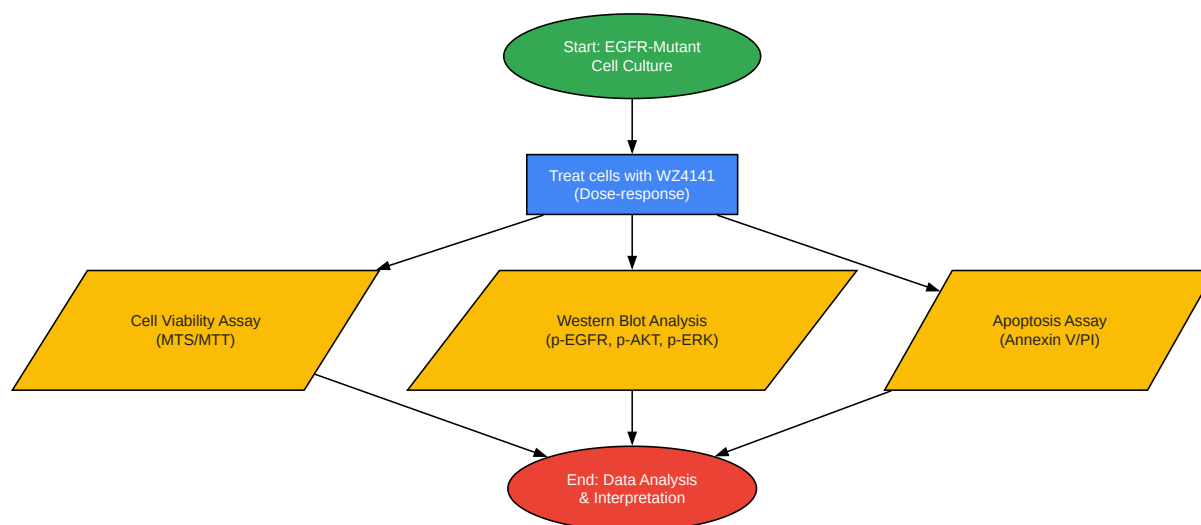 Start: EGFR-Mutant
Cell Culture
Treat cells with WZ4141
(Dose-response)
Cell Viability Assay
(MTS/MTT)
Western Blot Analysis
(p-EGFR, p-AKT, p-ERK)
Apoptosis Assay
(Annexin V/PI)
End: Data Analysis
& Interpretation